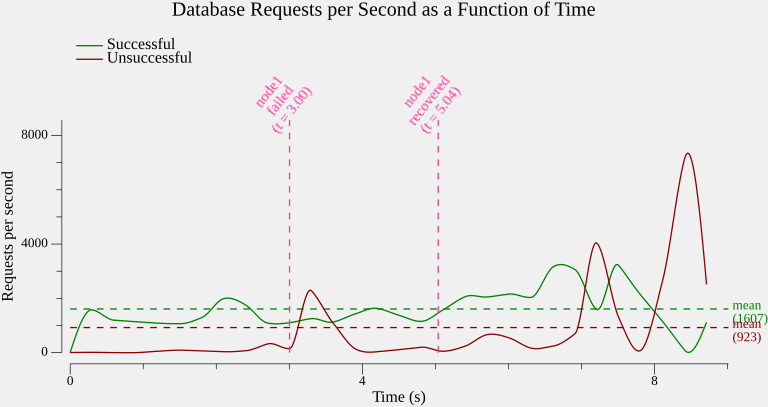 Database Requests per Second as a Function of Time
Successful
Unsuccessful
node1
failed
(t = 3.00)
node1
recovered
(t = 5.04)
8000
4000
0
Requests per second
mean
(1607)
mean
(923)
0
4
8
Time (s)